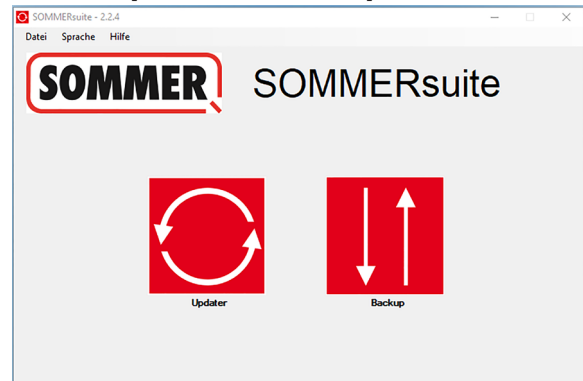 SOMMERsuite - 2.2.4
Datei Sprache Hilfe
SOMMER SOMMERsuite
Updater Backup